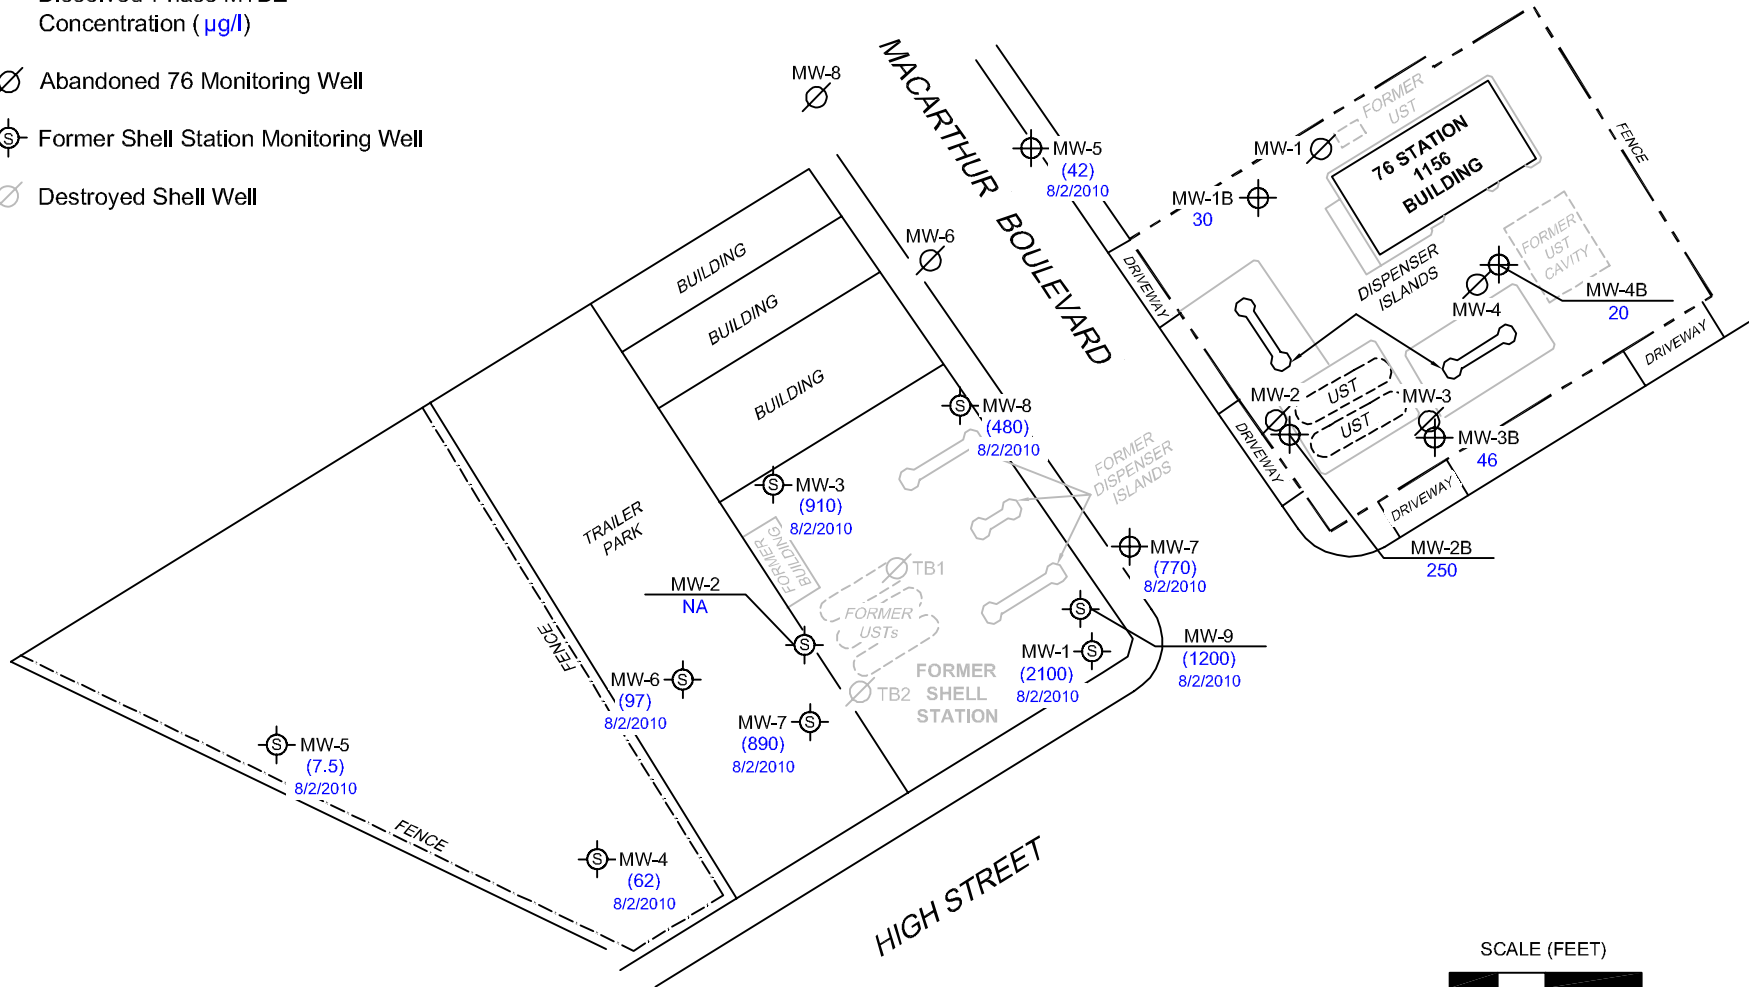 Concentration (µg/l)
Abandoned 76 Monitoring Well
S
Former Shell Station Monitoring Well
Destroyed Shell Well
MW-8
MACARTHUR BOULEVARD
MW-5
(42)
8/2/2010
MW-1
FORMER
UST
76 STATION
1156
BUILDING
FENCE
MW-1B
30
MW-6
DRIVEWAY
DISPENSER
ISLANDS
FORMER
UST
CAVITY
MW-4
MW-4B
20
DRIVEWAY
BUILDING
BUILDING
BUILDING
MW-2
UST
UST
MW-3
MW-3B
46
DRIVEWAY
DRIVEWAY
MW-2B
250
S
MW-8
(480)
8/2/2010
FORMER
DISPENSER
ISLANDS
S
MW-3
(910)
8/2/2010
TRAILER
PARK
FORMER
BUILDING
TB1
MW-7
(770)
8/2/2010
MW-2
NA
S
FORMER
USTs
S
MW-9
(1200)
8/2/2010
S
MW-1
(2100)
8/2/2010
FENCE
MW-6
S
(97)
8/2/2010
TB2
FORMER
SHELL
STATION
MW-7
S
(890)
8/2/2010
S
MW-5
(7.5)
8/2/2010
FENCE
S
MW-4
(62)
8/2/2010
HIGH STREET
SCALE (FEET)